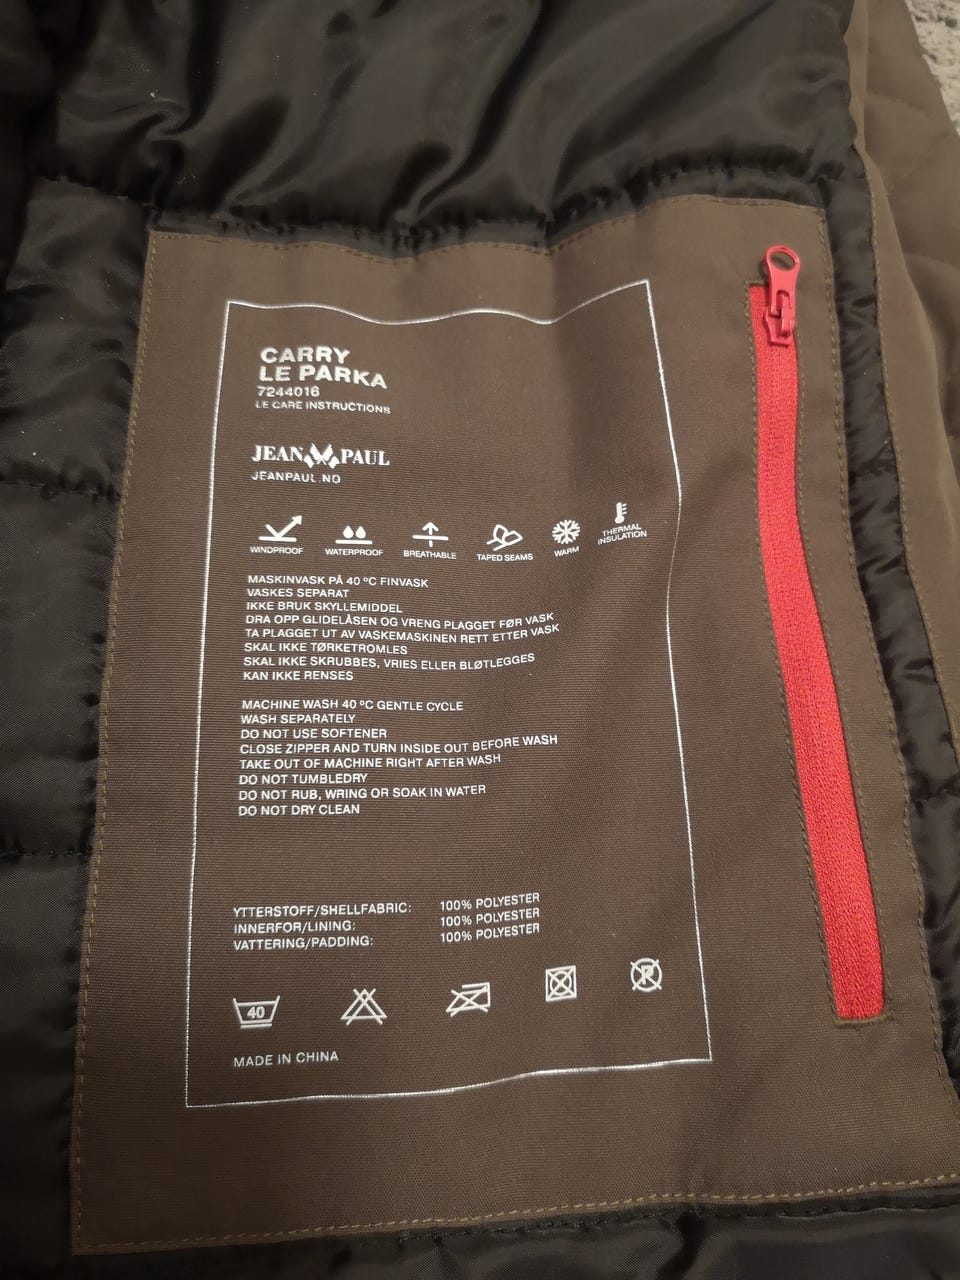 CARRY
LE PARKA
7244016
LE CARE INSTRUCTIONS
JEAN PAUL
JEANPAUL.NO
WINDPROOF WATERPROOF BREATHABLE TAPED SEAMS WARM THERMAL INSULATION
MASKINVASK PÅ 40 ºC FINVASK
VASKES SEPARAT
IKKE BRUK SKYLLEMIDDEL
DRA OPP GLIDELÅSEN OG VRENG PLAGGET FØR VASK
TA PLAGGET UT AV VASKEMASKINEN RETT ETTER VASK
SKAL IKKE TØRKETROMLES
SKAL IKKE SKRUBBES, VRIES ELLER BLØTLEGGES
KAN IKKE RENSES
MACHINE WASH 40 ºC GENTLE CYCLE
WASH SEPARATELY
DO NOT USE SOFTENER
CLOSE ZIPPER AND TURN INSIDE OUT BEFORE WASH
TAKE OUT OF MACHINE RIGHT AFTER WASH
DO NOT TUMBLEDRY
DO NOT RUB, WRING OR SOAK IN WATER
DO NOT DRY CLEAN
YTTERSTOFF/SHELLFABRIC: 100% POLYESTER
INNERFOR/LINING: 100% POLYESTER
VATTERING/PADDING: 100% POLYESTER
40 P
MADE IN CHINA